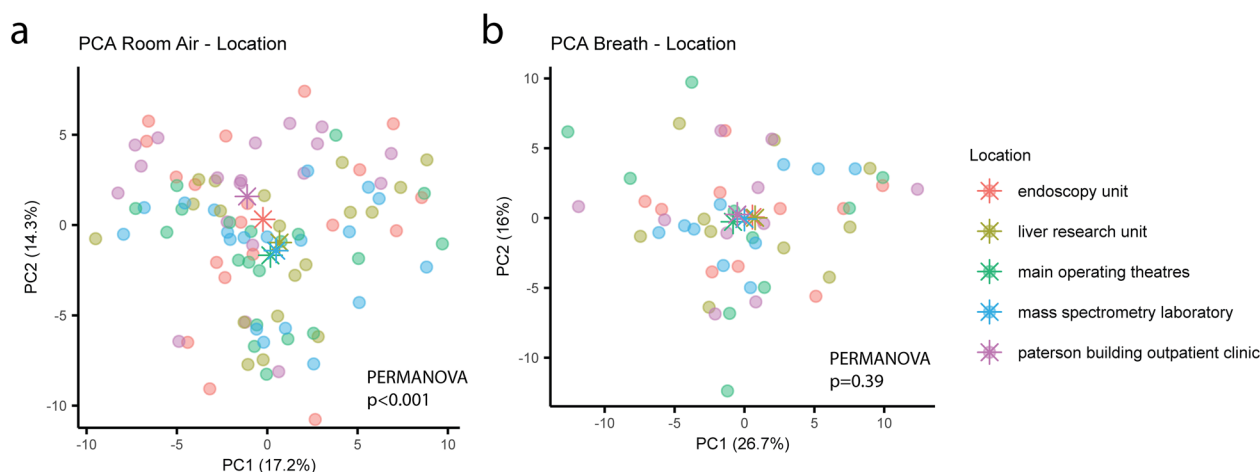 a
PCA Room Air - Location
PC2 (14.3%)
5
0
-5
-10
-10
-5
0
5
10
PC1 (17.2%)
PERMANOVA
p<0.001
b
PCA Breath - Location
PC2 (16%)
10
5
0
-5
-10
-10
-5
0
5
10
PC1 (26.7%)
PERMANOVA
p=0.39
Location
endoscopy unit
liver research unit
main operating theatres
mass spectrometry laboratory
paterson building outpatient clinic